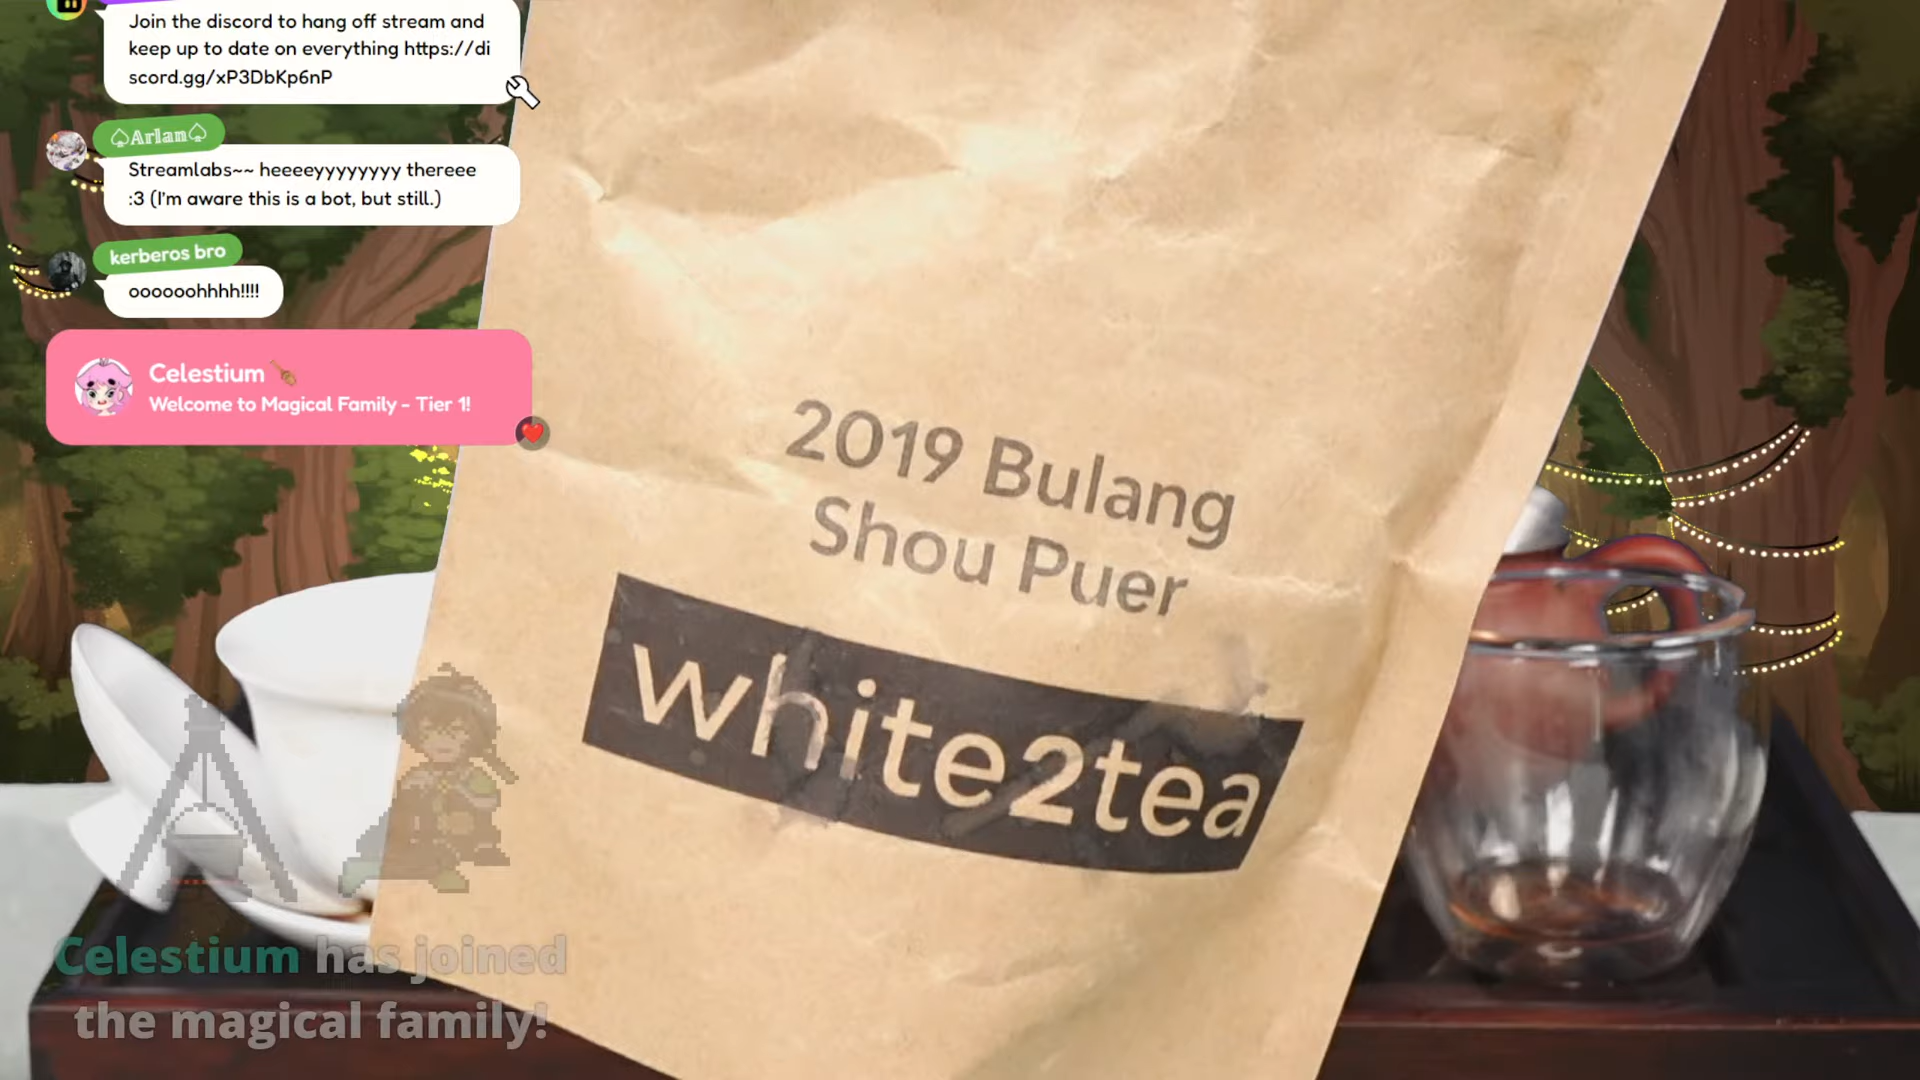 Join the discord to hang off stream and
keep up to date on everything https://di
scord.gg/xP3DbKp6nP
♤Arlan♤
Streamlabs~~ heeeeyyyyyyyy thereee
:3 (I'm aware this is a bot, but still.)
kerberos bro
oooooohhhh!!!!
Celestium
Welcome to Magical Family - Tier 1!
2019 Bulang
Shou Puer
white2tea
Celestium has joined
the magical family!